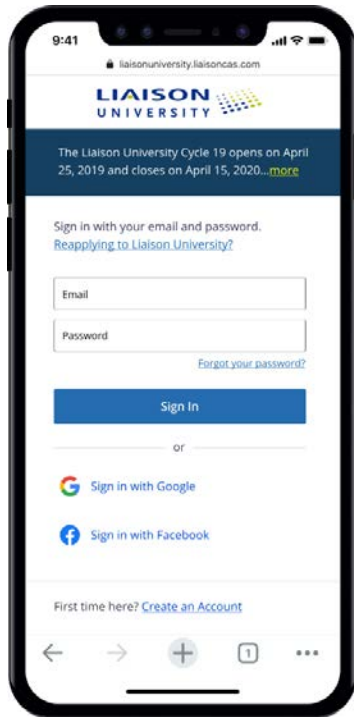 9:41
liaisonuniversity.liaisoncas.com
LIAISON
UNIVERSITY
The Liaison University Cycle 19 opens on April
25, 2019 and closes on April 15, 2020...more
Sign in with your email and password.
Reapplying to Liaison University?
Email
Password
Forgot your password?
Sign In
or
Sign in with Google
Sign in with Facebook
First time here? Create an Account
1